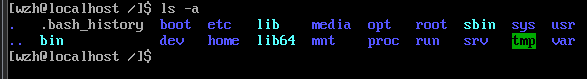 [wzh@localhost /]$ ls -a
.   .bash_history  boot  etc   lib    media  opt   root  sbin  sys  usr
..  bin            dev   home  lib64  mnt    proc  run   srv   tmp  var
[wzh@localhost /]$